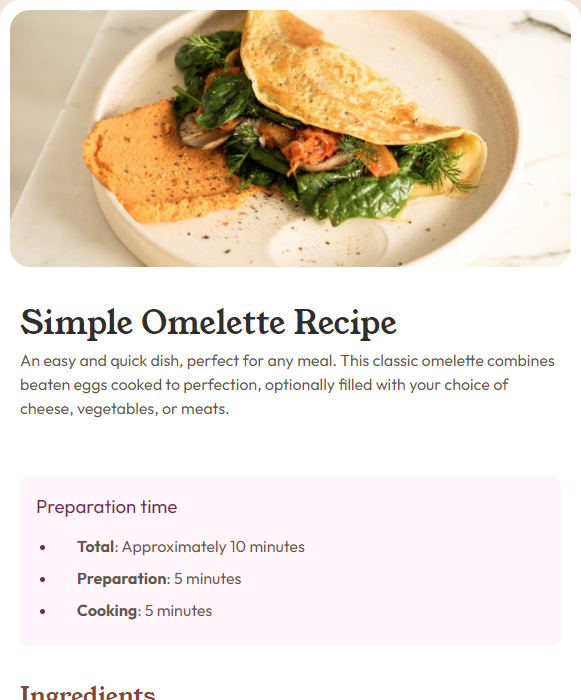 Simple Omelette Recipe
An easy and quick dish, perfect for any meal. This classic omelette combines
beaten eggs cooked to perfection, optionally filled with your choice of
cheese, vegetables, or meats.
Preparation time
• Total: Approximately 10 minutes
• Preparation: 5 minutes
• Cooking: 5 minutes
Ingredients